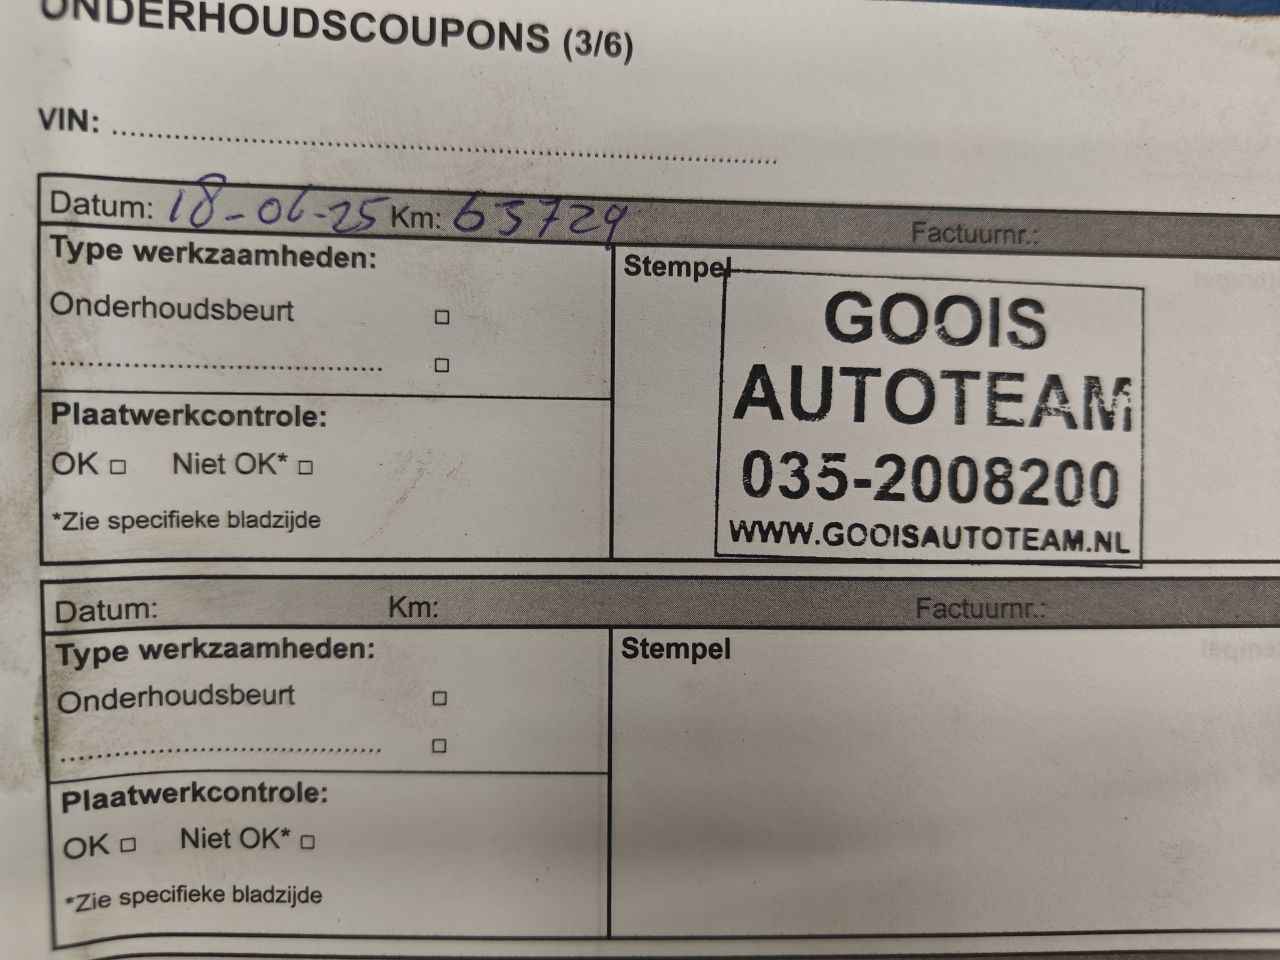 ONDERHOUDSCOUPONS (3/6)
VIN:
Datum: 18-06-25 Km: 63729 Factuurnr.:
Type werkzaamheden:
Onderhoudsbeurt
Plaatwerkcontrole:
OK Niet OK*
*Zie specifieke bladzijde
Stempel
GOOIS
AUTOTEAM
035-2008200
WWW.GOOISAUTOTEAM.NL
Datum: Km: Factuurnr.:
Type werkzaamheden:
Onderhoudsbeurt
Plaatwerkcontrole:
OK Niet OK*
*Zie specifieke bladzijde
Stempel